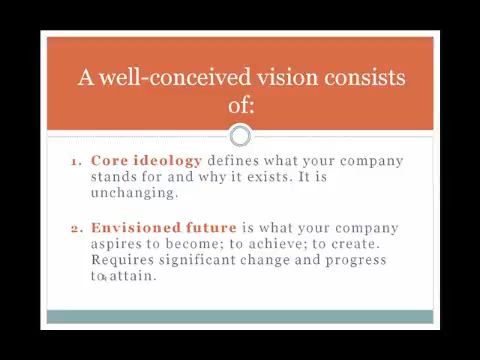 A well-conceived vision consists
of:
1. Core ideology defines what your company
stands for and why it exists. It is
unchanging.
2. Envisioned future is what your company
aspires to become; to achieve; to create.
Requires significant change and progress
to attain.